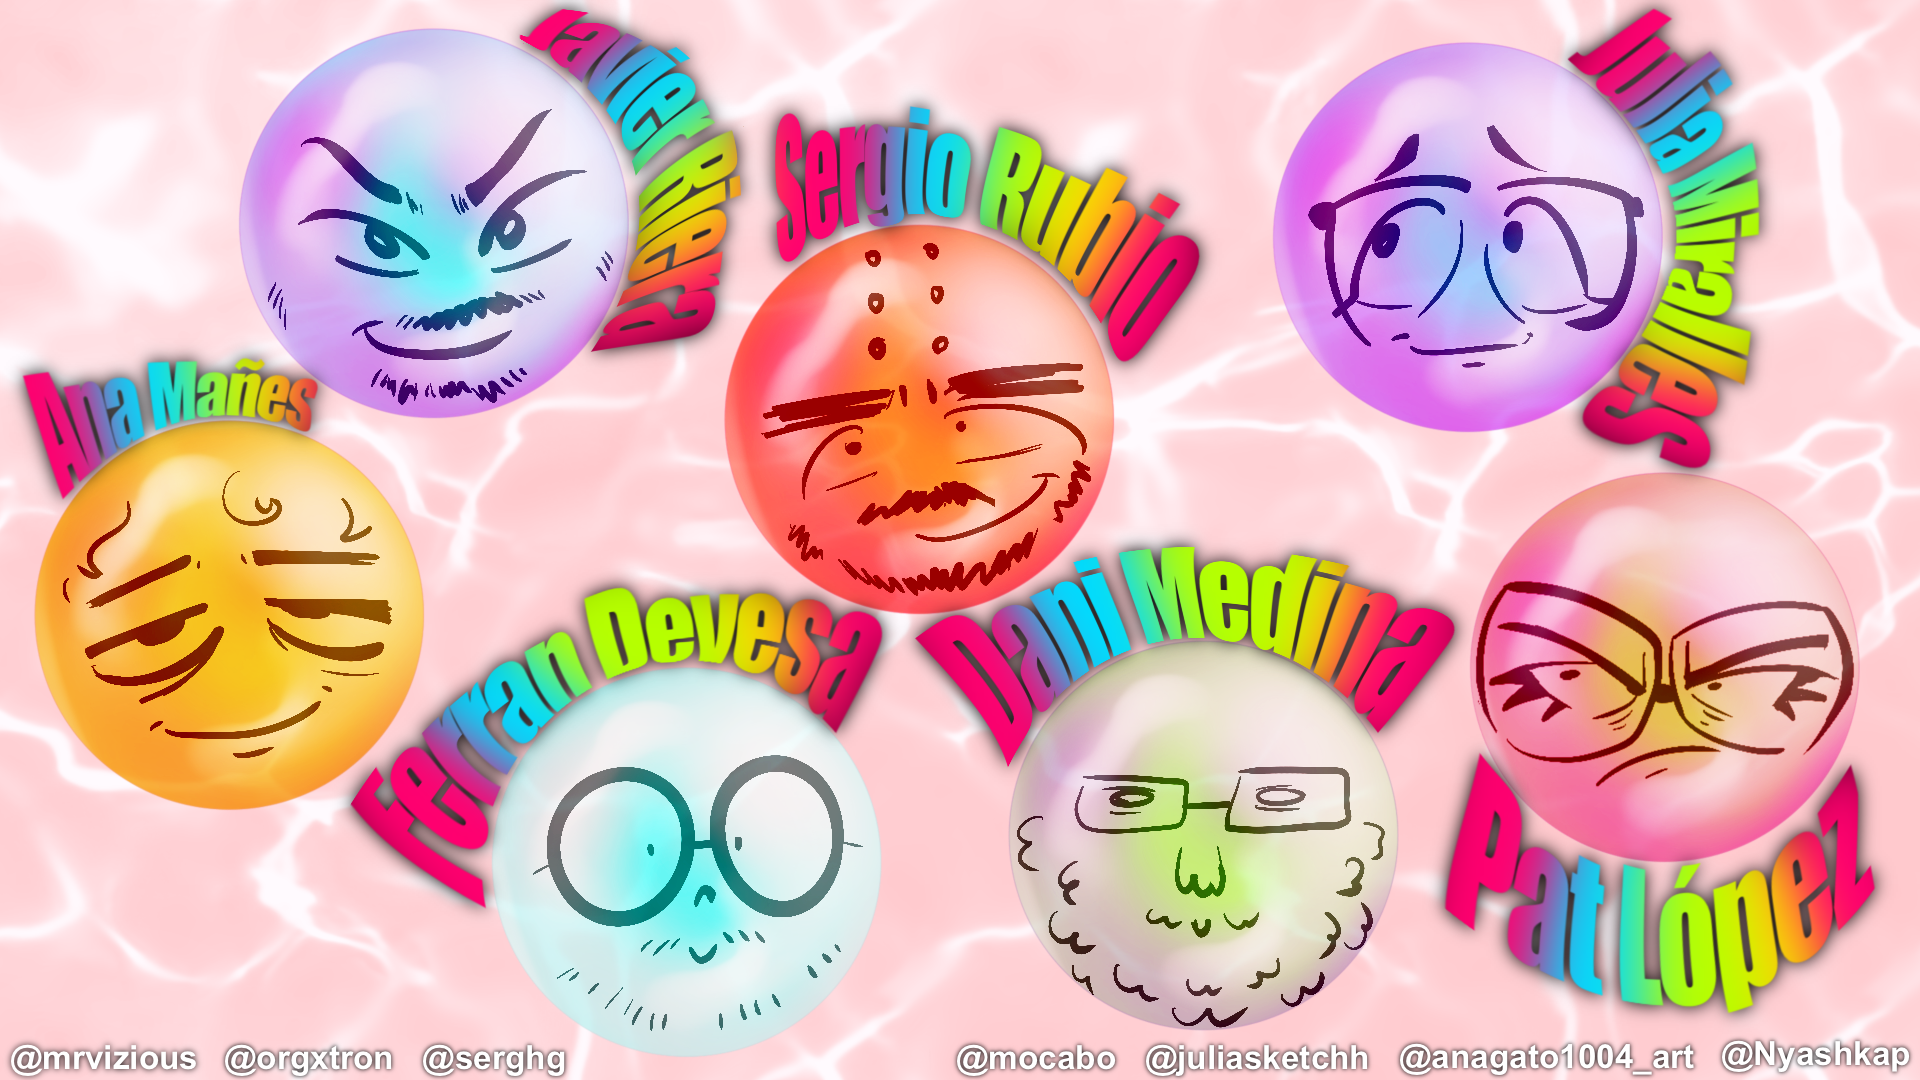 Javier Riera
Sergio Rubio
Julia Miralles
Ana Mañes
Ferran Devesa
Dani Medina
Pat López
@mrvizious @orgxtron @serghg @mocabo @juliasketchh @anagato1004_art @Nyashkap